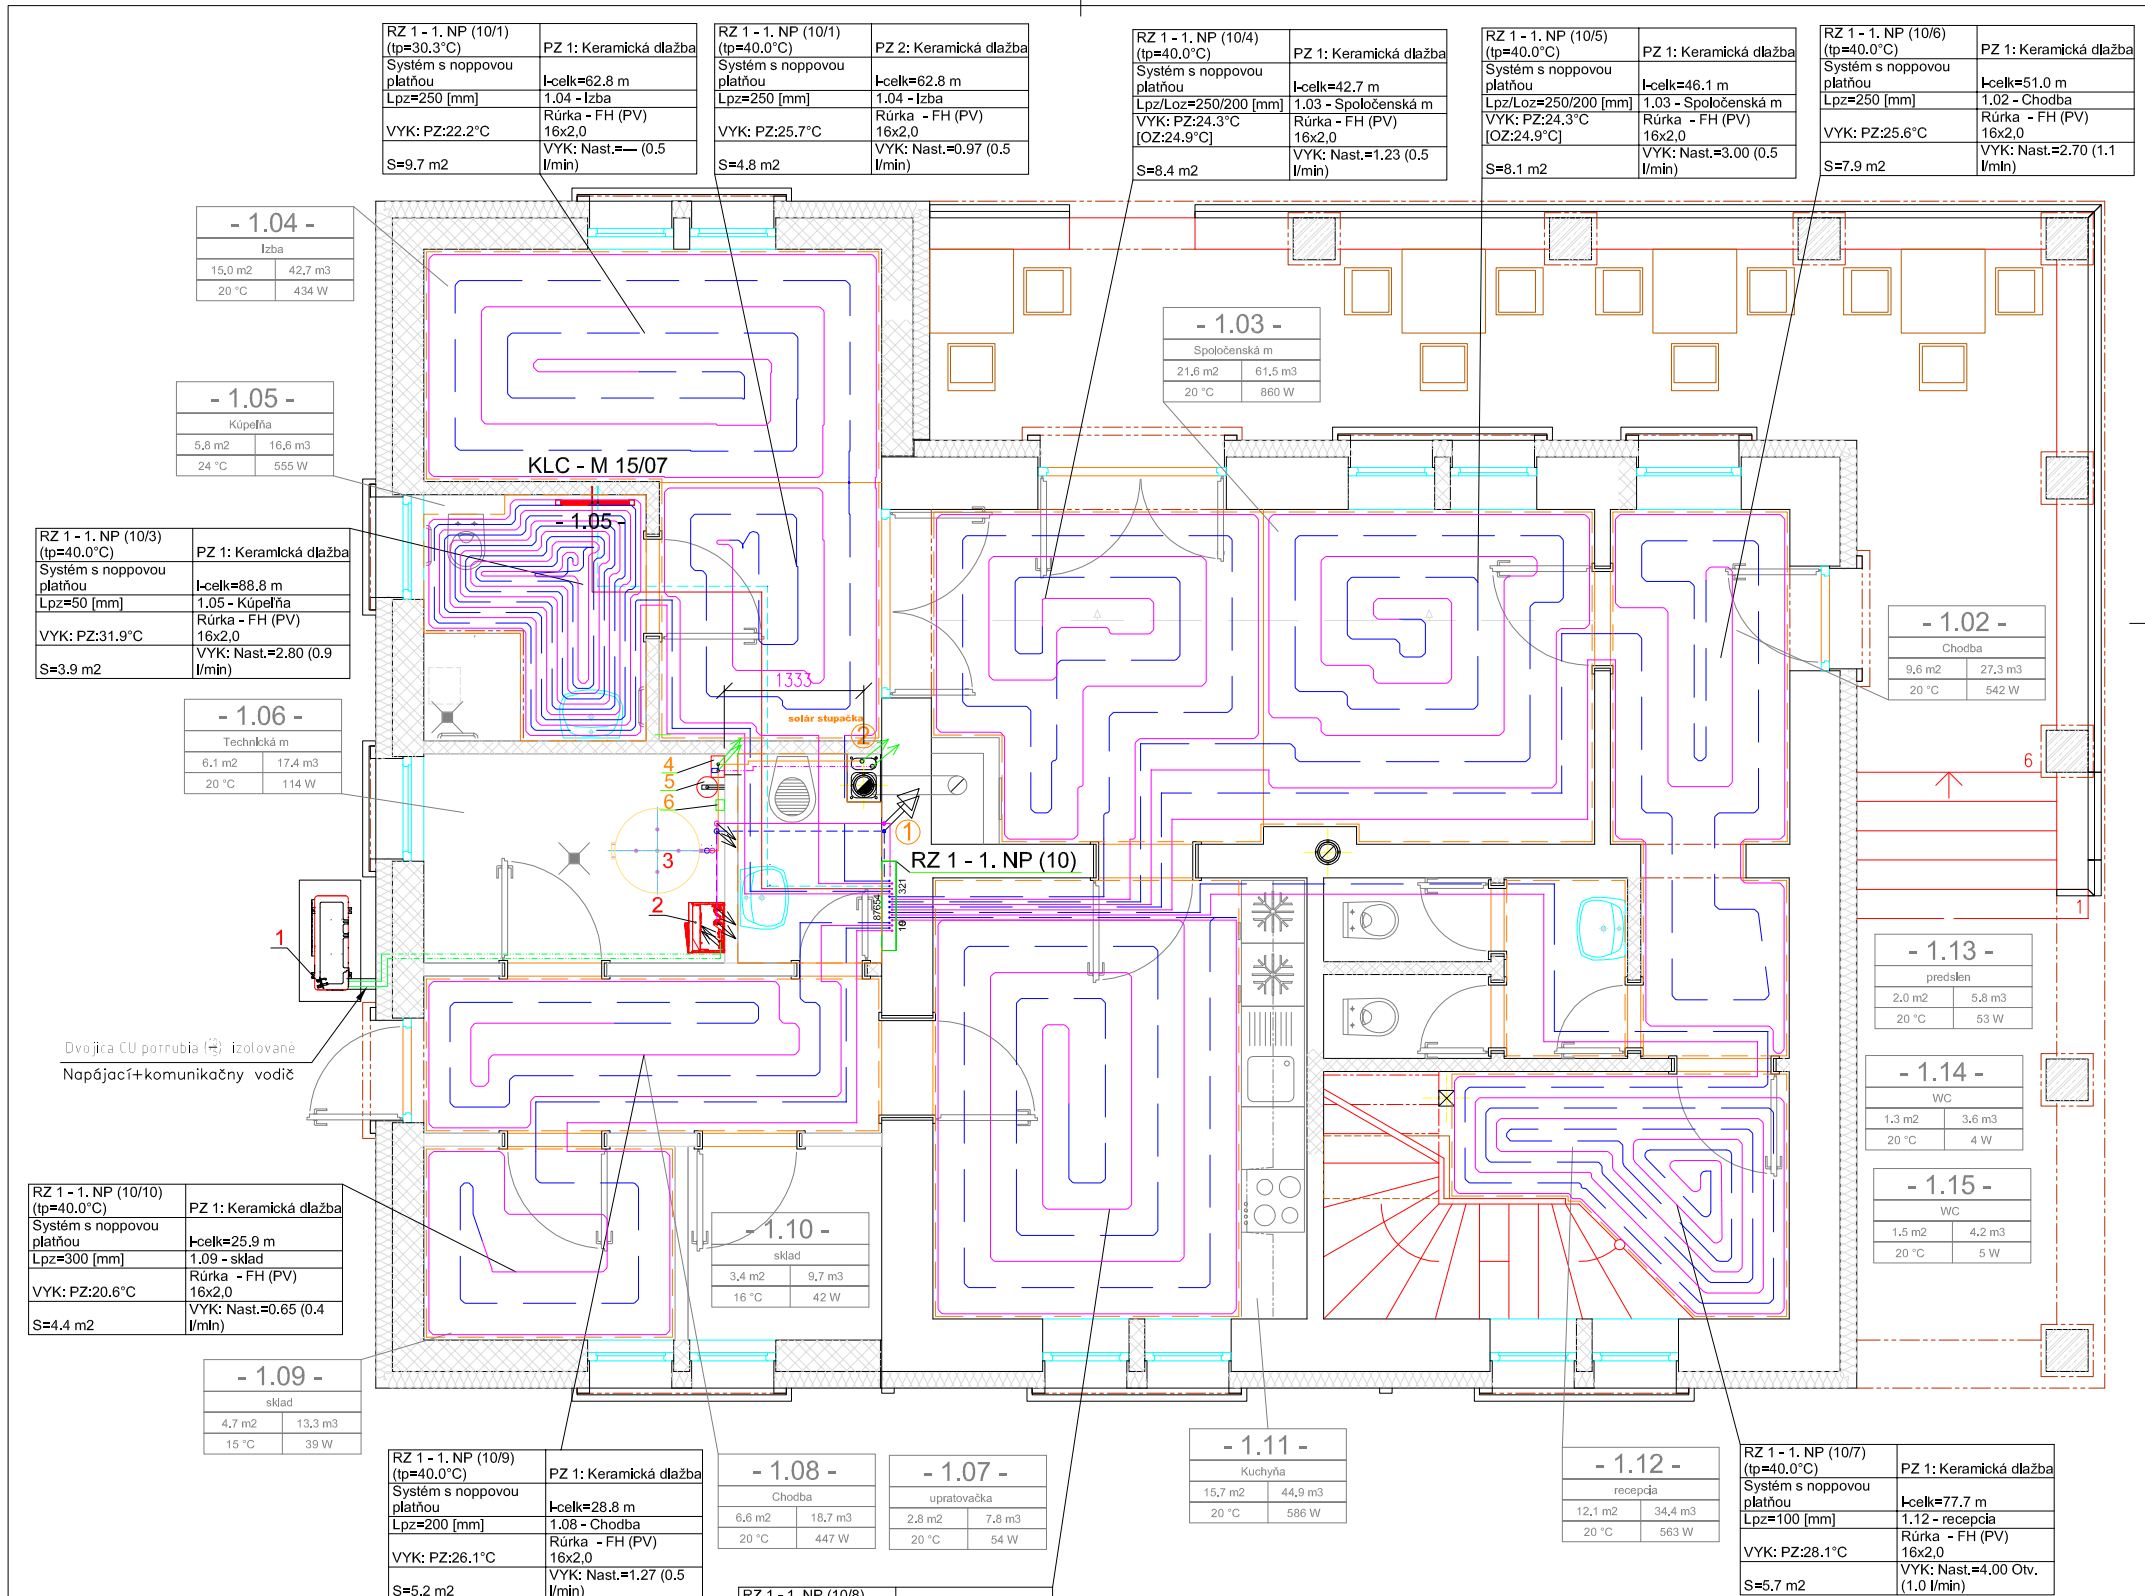 RZ 1 - 1. NP (10/1)
(tp=30.3°C)
PZ 1: Keramická dlažba
Systém s noppovou
platňou
l-celk=62.8 m
Lpz=250 [mm]
1.04 - Izba
VYK: PZ:22.2°C
Rúrka - FH (PV)
16x2,0
S=9.7 m2
VYK: Nast.=--- (0.5
l/min)
RZ 1 - 1. NP (10/1)
(tp=40.0°C)
PZ 2: Keramická dlažba
Systém s noppovou
platňou
l-celk=62.8 m
Lpz=250 [mm]
1.04 - Izba
VYK: PZ:25.7°C
Rúrka - FH (PV)
16x2,0
S=4.8 m2
VYK: Nast.=0.97 (0.5
l/min)
RZ 1 - 1. NP (10/4)
(tp=40.0°C)
PZ 1: Keramická dlažba
Systém s noppovou
platňou
l-celk=42.7 m
Lpz/Loz=250/200 [mm]
1.03 - Spoločenská m
VYK: PZ:24.3°C
[OZ:24.9°C]
Rúrka - FH (PV)
16x2,0
S=8.4 m2
VYK: Nast.=1.23 (0.5
l/min)
RZ 1 - 1. NP (10/5)
(tp=40.0°C)
PZ 1: Keramická dlažba
Systém s noppovou
platňou
l-celk=46.1 m
Lpz/Loz=250/200 [mm]
1.03 - Spoločenská m
VYK: PZ:24.3°C
[OZ:24.9°C]
Rúrka - FH (PV)
16x2,0
S=8.1 m2
VYK: Nast.=3.00 (0.5
l/min)
RZ 1 - 1. NP (10/6)
(tp=40.0°C)
PZ 1: Keramická dlažba
Systém s noppovou
platňou
l-celk=51.0 m
Lpz=250 [mm]
1.02 - Chodba
VYK: PZ:25.6°C
Rúrka - FH (PV)
16x2,0
S=7.9 m2
VYK: Nast.=2.70 (1.1
l/min)
- 1.04 -
Izba
15.0 m2
42.7 m3
20 °C
434 W
- 1.03 -
Spoločenská m
21.6 m2
61.5 m3
20 °C
860 W
- 1.05 -
Kúpeľňa
5.8 m2
16.6 m3
24 °C
555 W
KLC - M 15/07
- 1.05 -
RZ 1 - 1. NP (10/3)
(tp=40.0°C)
PZ 1: Keramická dlažba
Systém s noppovou
platňou
l-celk=88.8 m
Lpz=50 [mm]
1.05 - Kúpeľňa
VYK: PZ:31.9°C
Rúrka - FH (PV)
16x2,0
S=3.9 m2
VYK: Nast.=2.80 (0.9
l/min)
- 1.02 -
Chodba
9.6 m2
27.3 m3
20 °C
542 W
1333
solár stupačka
2
- 1.06 -
Technická m
6.1 m2
17.4 m3
20 °C
114 W
4
5
6
6
1
3
RZ 1 - 1. NP (10)
321
87654
10
2
1
1
- 1.13 -
predsien
2.0 m2
5.8 m3
20 °C
53 W
Dvojica CU potrubia izolované
Napájací+komunikačny vodič
- 1.14 -
WC
1.3 m2
3.6 m3
20 °C
4 W
- 1.15 -
WC
1.5 m2
4.2 m3
20 °C
5 W
RZ 1 - 1. NP (10/10)
(tp=40.0°C)
PZ 1: Keramická dlažba
Systém s noppovou
platňou
l-celk=25.9 m
Lpz=300 [mm]
1.09 - sklad
VYK: PZ:20.6°C
Rúrka - FH (PV)
16x2,0
S=4.4 m2
VYK: Nast.=0.65 (0.4
l/min)
- 1.10 -
sklad
3.4 m2
9.7 m3
16 °C
42 W
- 1.09 -
sklad
4.7 m2
13.3 m3
15 °C
39 W
RZ 1 - 1. NP (10/9)
(tp=40.0°C)
PZ 1: Keramická dlažba
Systém s noppovou
platňou
l-celk=28.8 m
Lpz=200 [mm]
1.08 - Chodba
VYK: PZ:26.1°C
Rúrka - FH (PV)
16x2,0
S=5.2 m2
VYK: Nast.=1.27 (0.5
l/min)
- 1.08 -
Chodba
6.6 m2
18.7 m3
20 °C
447 W
- 1.07 -
upratovačka
2.8 m2
7.8 m3
20 °C
54 W
- 1.11 -
Kuchyňa
15.7 m2
44.9 m3
20 °C
586 W
- 1.12 -
recepcia
12.1 m2
34.4 m3
20 °C
563 W
RZ 1 - 1. NP (10/7)
(tp=40.0°C)
PZ 1: Keramická dlažba
Systém s noppovou
platňou
l-celk=77.7 m
Lpz=100 [mm]
1.12 - recepcia
VYK: PZ:28.1°C
Rúrka - FH (PV)
16x2,0
S=5.7 m2
VYK: Nast.=4.00 Otv.
(1.0 l/min)
RZ 1 - 1. NP (10/8)